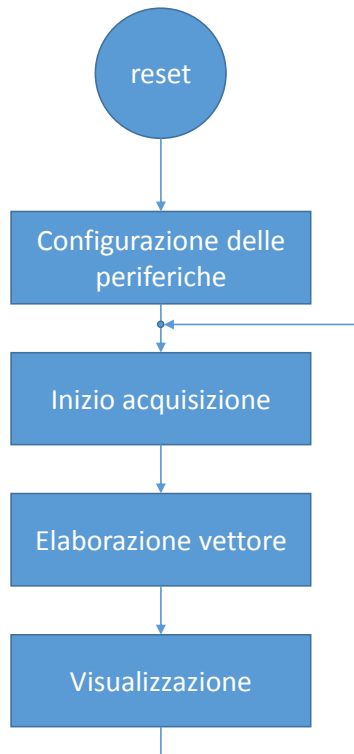 reset
Configurazione delle
periferiche
Inizio acquisizione
Elaborazione vettore
Visualizzazione